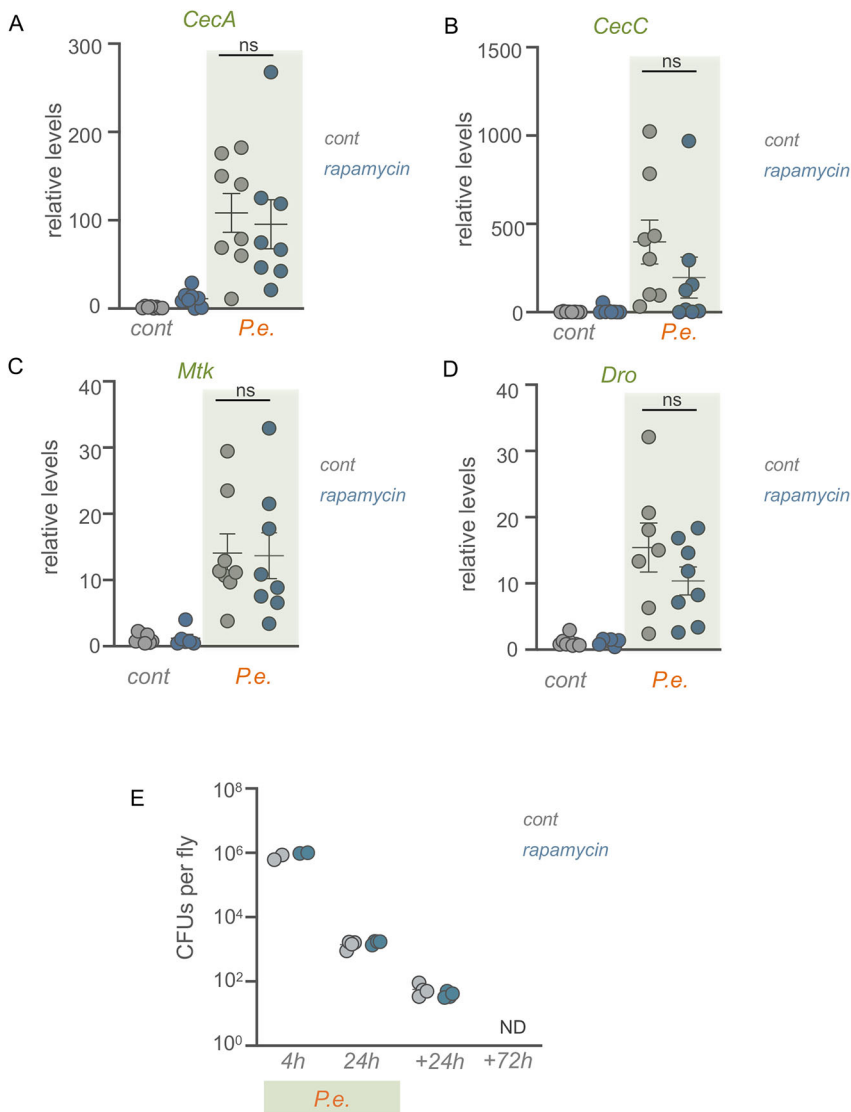 A
CecA
ns
300
200
100
0
relative levels
cont
P.e.
cont
rapamycin
B
CecC
ns
1500
1000
500
0
relative levels
cont
P.e.
cont
rapamycin
C
Mtk
ns
40
30
20
10
0
relative levels
cont
P.e.
cont
rapamycin
D
Dro
ns
40
30
20
10
0
relative levels
cont
P.e.
cont
rapamycin
E
10⁸
10⁶
10⁴
10²
10⁰
CFUs per fly
cont
rapamycin
ND
4h 24h +24h +72h
P.e.